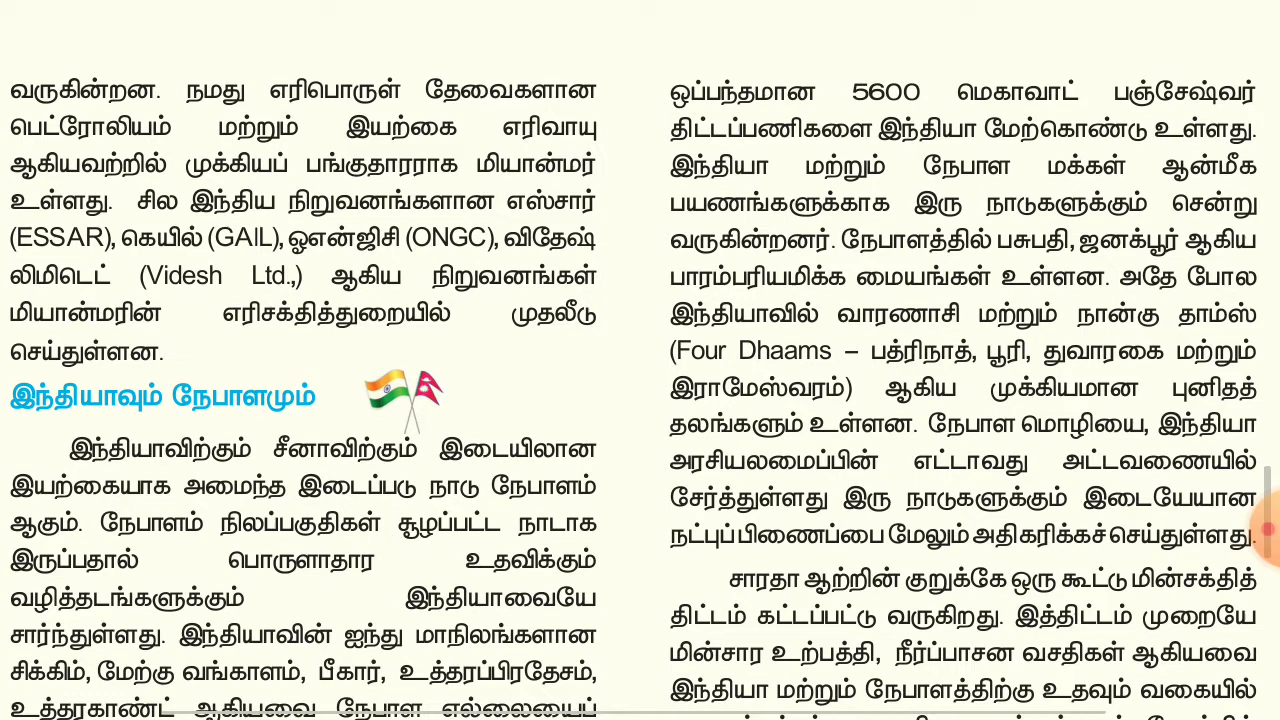 வருகின்றன. நமது எரிபொருள் தேவைகளான
பெட்ரோலியம் மற்றும் இயற்கை எரிவாயு
ஆகியவற்றில் முக்கியப் பங்குதாரராக மியான்மர்
உள்ளது. சில இந்திய நிறுவனங்களான எஸ்சார்
(ESSAR), கெயில் (GAIL), ஓஎன்ஜிசி (ONGC), விதேஷ்
லிமிடெட் (Videsh Ltd.,) ஆகிய நிறுவனங்கள்
மியான்மரின் எரிசக்தித்துறையில் முதலீடு
செய்துள்ளன.
இந்தியாவும் நேபாளமும்
இந்தியாவிற்கும் சீனாவிற்கும் இடையிலான
இயற்கையாக அமைந்த இடைப்படு நாடு நேபாளம்
ஆகும். நேபாளம் நிலப்பகுதிகள் சூழப்பட்ட நாடாக
இருப்பதால் பொருளாதார உதவிக்கும்
வழித்தடங்களுக்கும் இந்தியாவையே
சார்ந்துள்ளது. இந்தியாவின் ஐந்து மாநிலங்களான
சிக்கிம், மேற்கு வங்காளம், பீகார், உத்தரப்பிரதேசம்,
உத்தரகாண்ட் ஆகியவை நேபாள எல்லையைப்
ஒப்பந்தமான 5600 மெகாவாட் பஞ்சேஷ்வர்
திட்டப்பணிகளை இந்தியா மேற்கொண்டு உள்ளது.
இந்தியா மற்றும் நேபாள மக்கள் ஆன்மீக
பயணங்களுக்காக இரு நாடுகளுக்கும் சென்று
வருகின்றனர். நேபாளத்தில் பசுபதி, ஜனக்பூர் ஆகிய
பாரம்பரியமிக்க மையங்கள் உள்ளன. அதே போல
இந்தியாவில் வாரணாசி மற்றும் நான்கு தாம்ஸ்
(Four Dhaams – பத்ரிநாத், பூரி, துவாரகை மற்றும்
இராமேஸ்வரம்) ஆகிய முக்கியமான புனிதத்
தலங்களும் உள்ளன. நேபாள மொழியை, இந்தியா
அரசியலமைப்பின் எட்டாவது அட்டவணையில்
சேர்த்துள்ளது இரு நாடுகளுக்கும் இடையேயான
நட்புப் பிணைப்பை மேலும் அதிகரிக்கச் செய்துள்ளது.
சாரதா ஆற்றின் குறுக்கே ஒரு கூட்டு மின்சக்தித்
திட்டம் கட்டப்பட்டு வருகிறது. இத்திட்டம் முறையே
மின்சார உற்பத்தி, நீர்ப்பாசன வசதிகள் ஆகியவை
இந்தியா மற்றும் நேபாளத்திற்கு உதவும் வகையில்